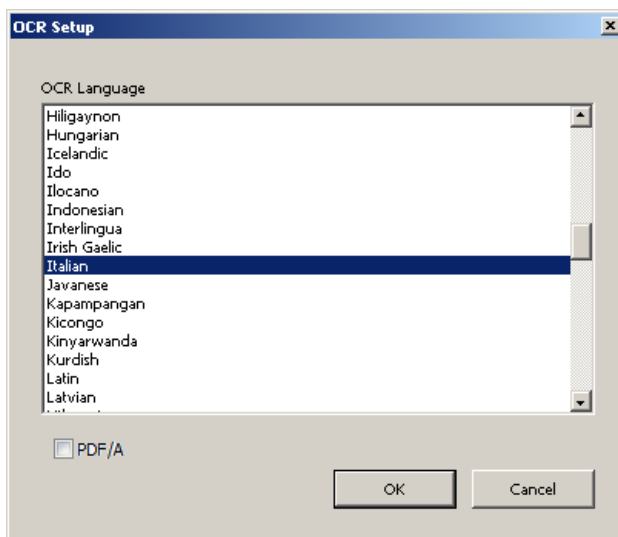 OCR Setup
OCR Language
Hiligaynon
Hungarian
Icelandic
Ido
Ilocano
Indonesian
Interlingua
Irish Gaelic
Italian
Javanese
Kapampangan
Kicongo
Kinyarwanda
Kurdish
Latin
Latvian
PDF/A
OK
Cancel